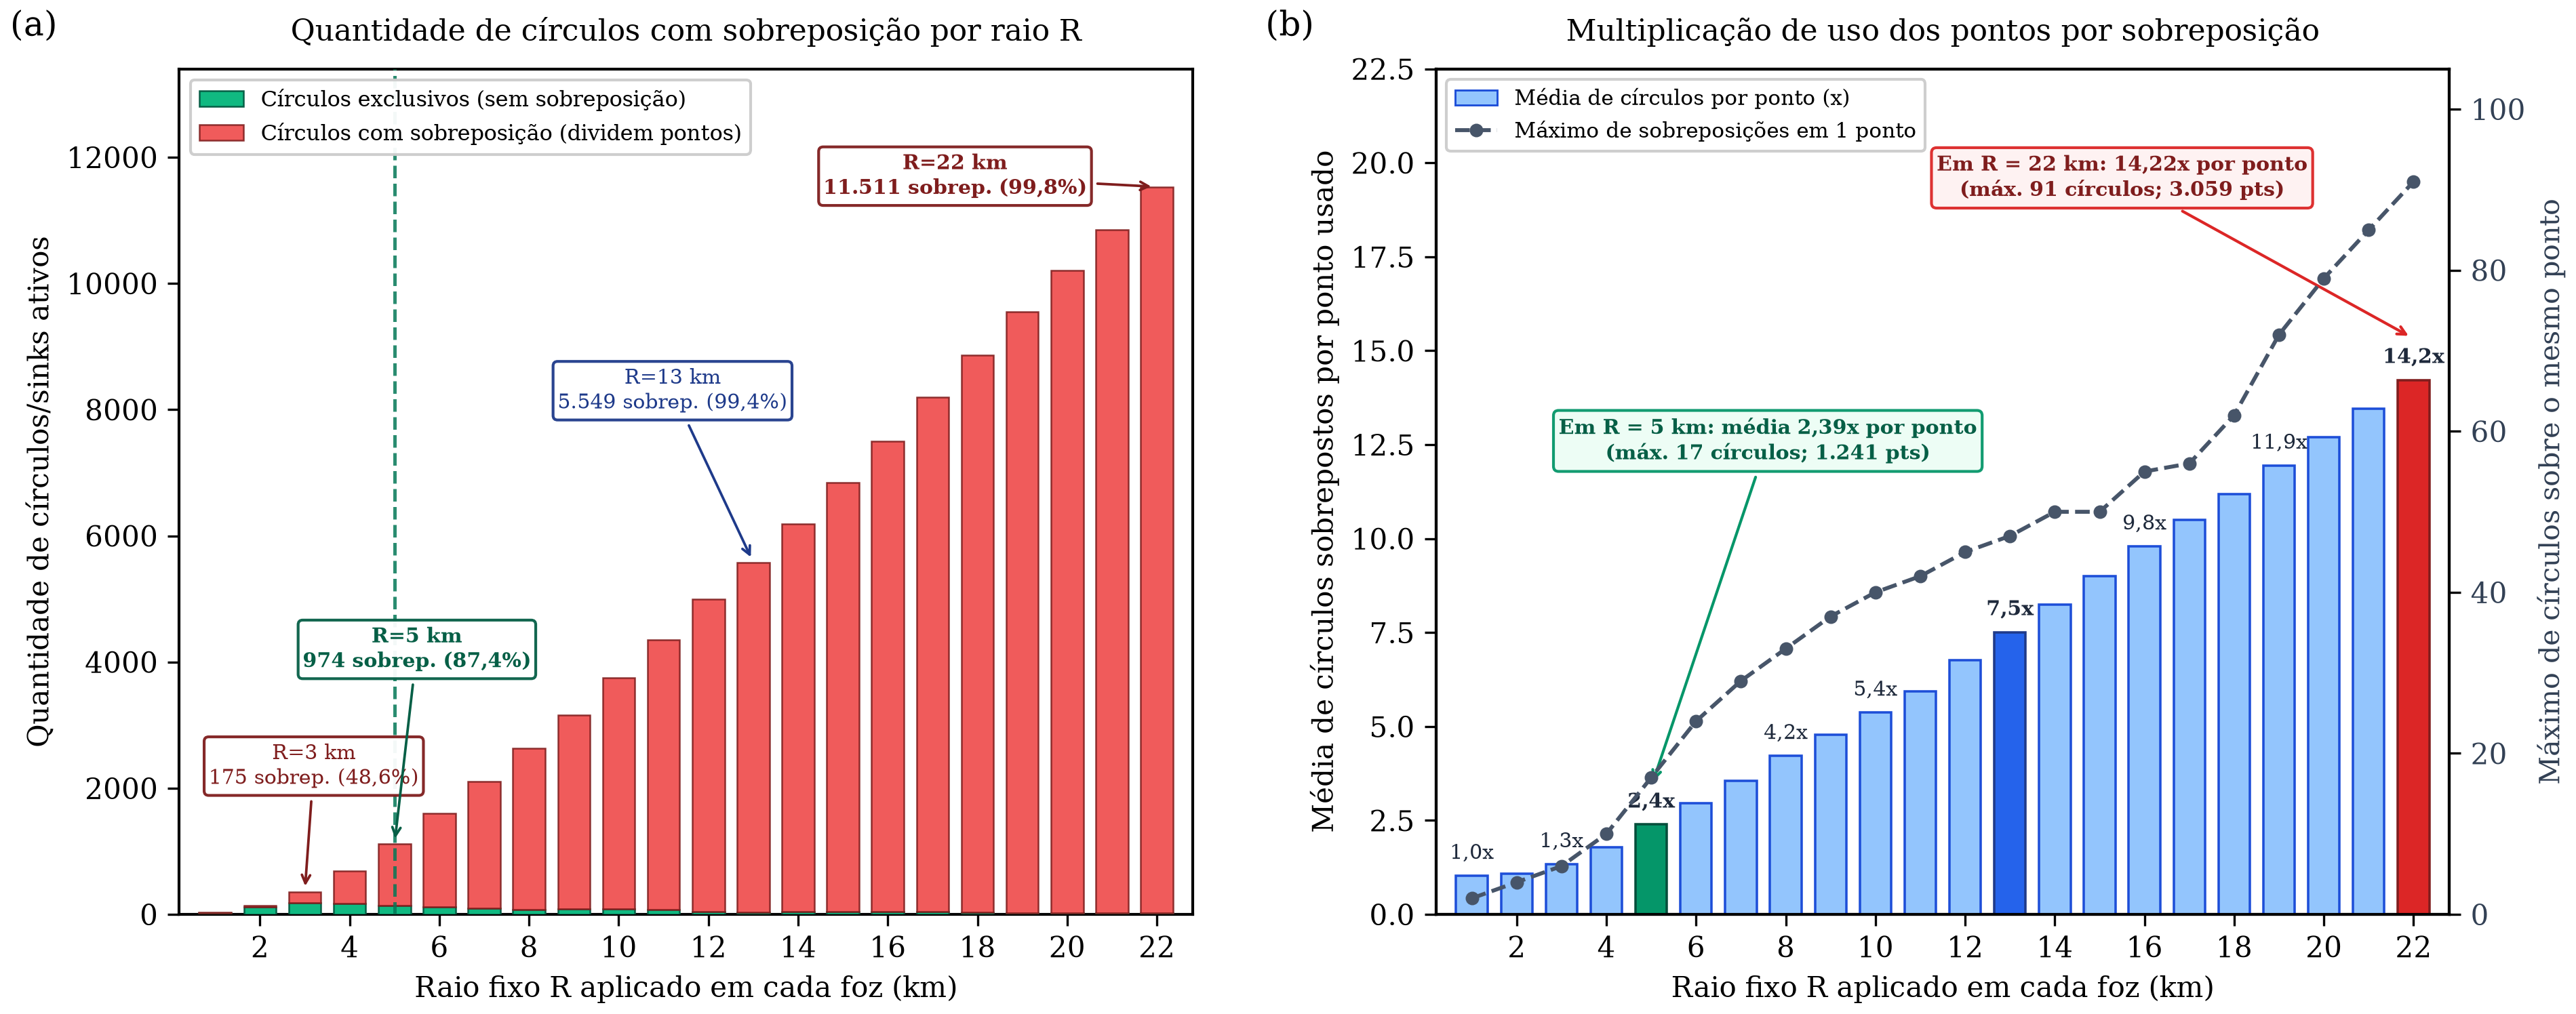 (a)
Quantidade de círculos com sobreposição por raio R
Círculos exclusivos (sem sobreposição)
Círculos com sobreposição (dividem pontos)
Quantidade de círculos/sinks ativos
12000
10000
8000
6000
4000
2000
0
R=22 km
11.511 sobrep. (99,8%)
R=13 km
5.549 sobrep. (99,4%)
R=5 km
974 sobrep. (87,4%)
R=3 km
175 sobrep. (48,6%)
2 4 6 8 10 12 14 16 18 20 22
Raio fixo R aplicado em cada foz (km)
(b)
Multiplicação de uso dos pontos por sobreposição
Média de círculos por ponto (x)
Máximo de sobreposições em 1 ponto
Média de círculos sobrepostos por ponto usado
22.5
20.0
17.5
15.0
12.5
10.0
7.5
5.0
2.5
0.0
Em R = 22 km: 14,22x por ponto
(máx. 91 círculos; 3.059 pts)
Em R = 5 km: média 2,39x por ponto
(máx. 17 círculos; 1.241 pts)
1,0x
1,3x
2,4x
4,2x
5,4x
7,5x
9,8x
11,9x
14,2x
100
80
60
40
20
0
Máximo de círculos sobre o mesmo ponto
2 4 6 8 10 12 14 16 18 20 22
Raio fixo R aplicado em cada foz (km)